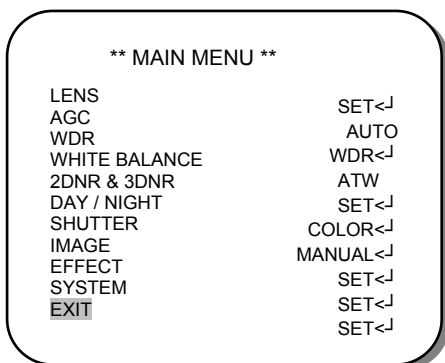 ** MAIN MENU **
LENS SET<┘
AGC AUTO
WDR WDR<┘
WHITE BALANCE ATW
2DNR & 3DNR SET<┘
DAY / NIGHT COLOR<┘
SHUTTER MANUAL<┘
IMAGE SET<┘
EFFECT SET<┘
SYSTEM SET<┘
EXIT